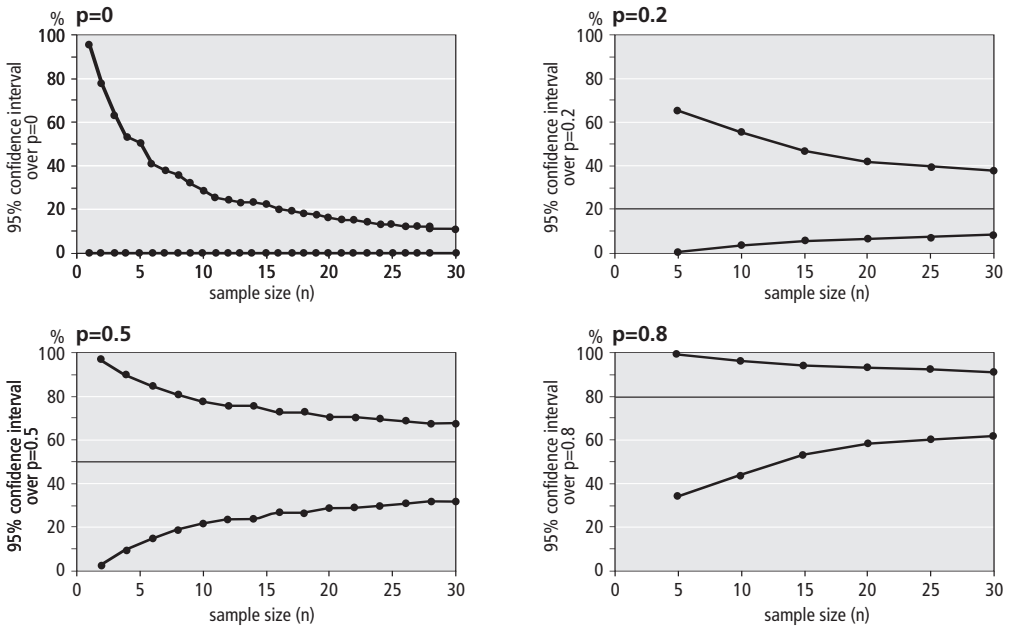 % p=0
100
80
60
40
20
0
95% confidence interval
over p=0
0 5 10 15 20 25 30
sample size (n)
% p=0.2
100
80
60
40
20
0
95% confidence interval
over p=0.2
0 5 10 15 20 25 30
sample size (n)
% p=0.5
100
80
60
40
20
0
95% confidence interval
over p=0.5
0 5 10 15 20 25 30
sample size (n)
% p=0.8
100
80
60
40
20
0
95% confidence interval
over p=0.8
0 5 10 15 20 25 30
sample size (n)